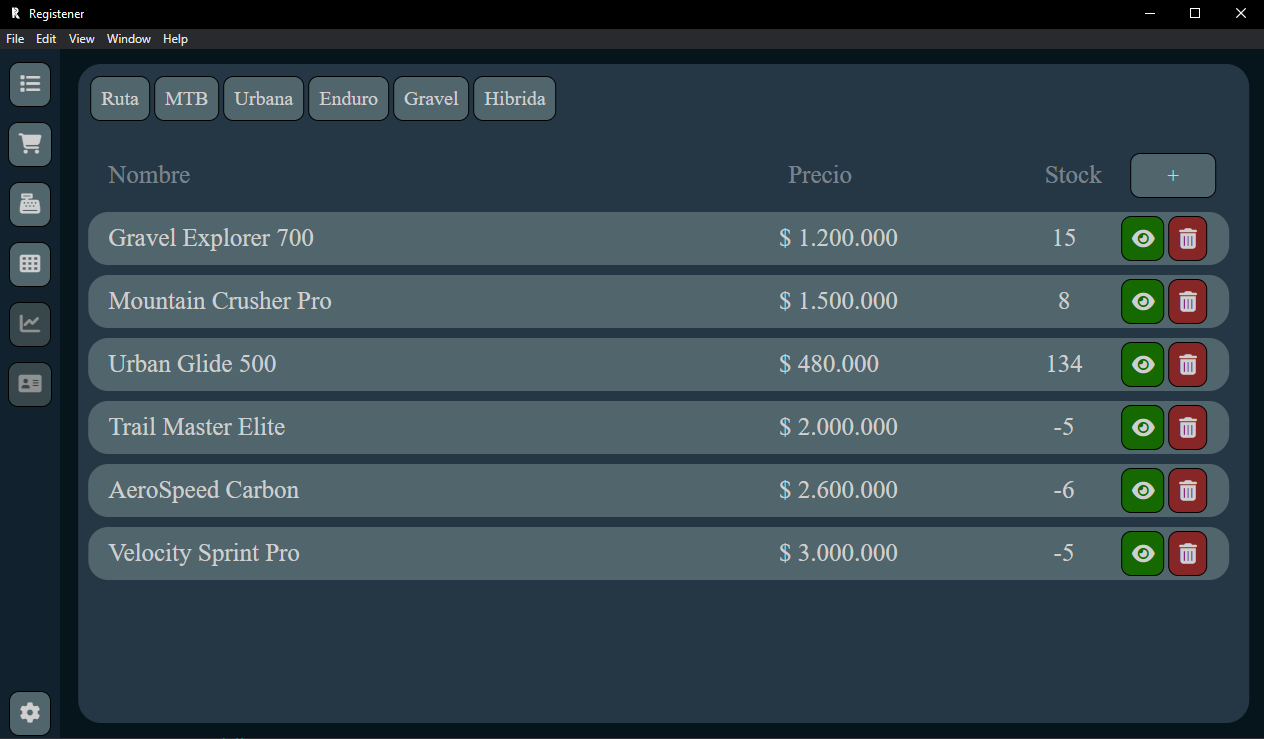 Registener
File Edit View Window Help
Ruta MTB Urbana Enduro Gravel Hibrida
Nombre Precio Stock +
Gravel Explorer 700 $ 1.200.000 15
Mountain Crusher Pro $ 1.500.000 8
Urban Glide 500 $ 480.000 134
Trail Master Elite $ 2.000.000 -5
AeroSpeed Carbon $ 2.600.000 -6
Velocity Sprint Pro $ 3.000.000 -5